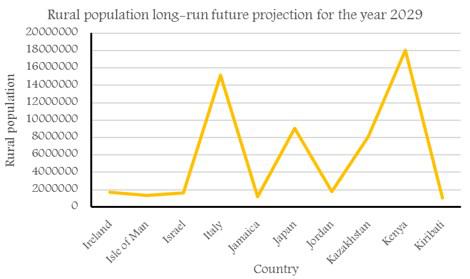 Rural population long-run future projection for the year 2029
20000000
18000000
16000000
14000000
12000000
10000000
8000000
6000000
4000000
2000000
0
Rural population
Ireland
Isle of Man
Israel
Italy
Jamaica
Japan
Jordan
Kazakhstan
Kenya
Kiribati
Country